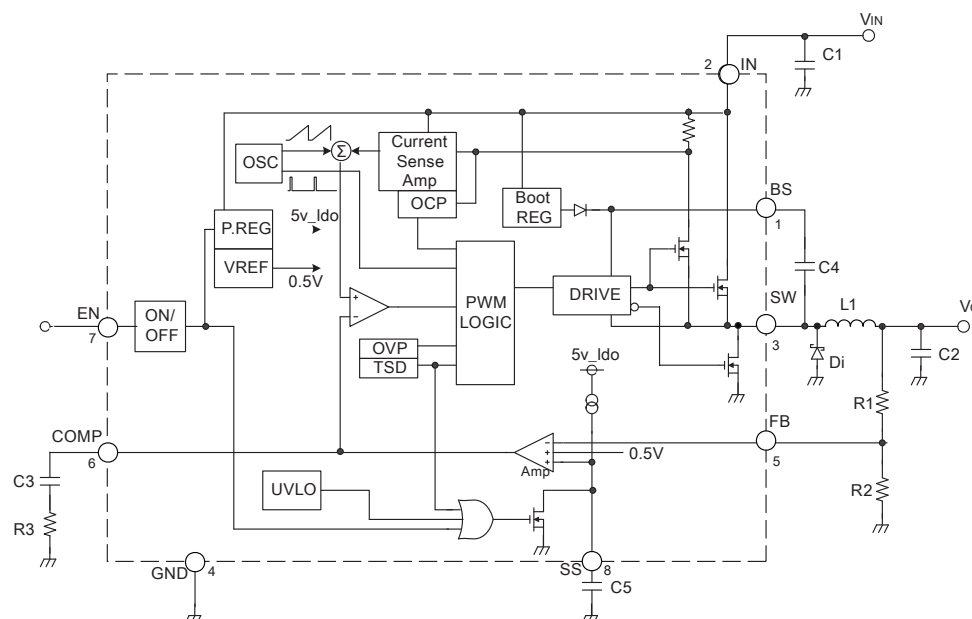 VIN
C1
2
IN
Current
Sense
Amp
Σ
OSC
OCP
Boot
REG
BS
1
5v_ldo
P.REG
VREF
0.5V
C4
DRIVE
PWM
LOGIC
SW
3
L1
EN
7
ON/
OFF
OVP
TSD
5v_ldo
Di
C2
R1
COMP
6
FB
5
Amp
0.5V
C3
R3
UVLO
R2
GND
4
SS
8
C5